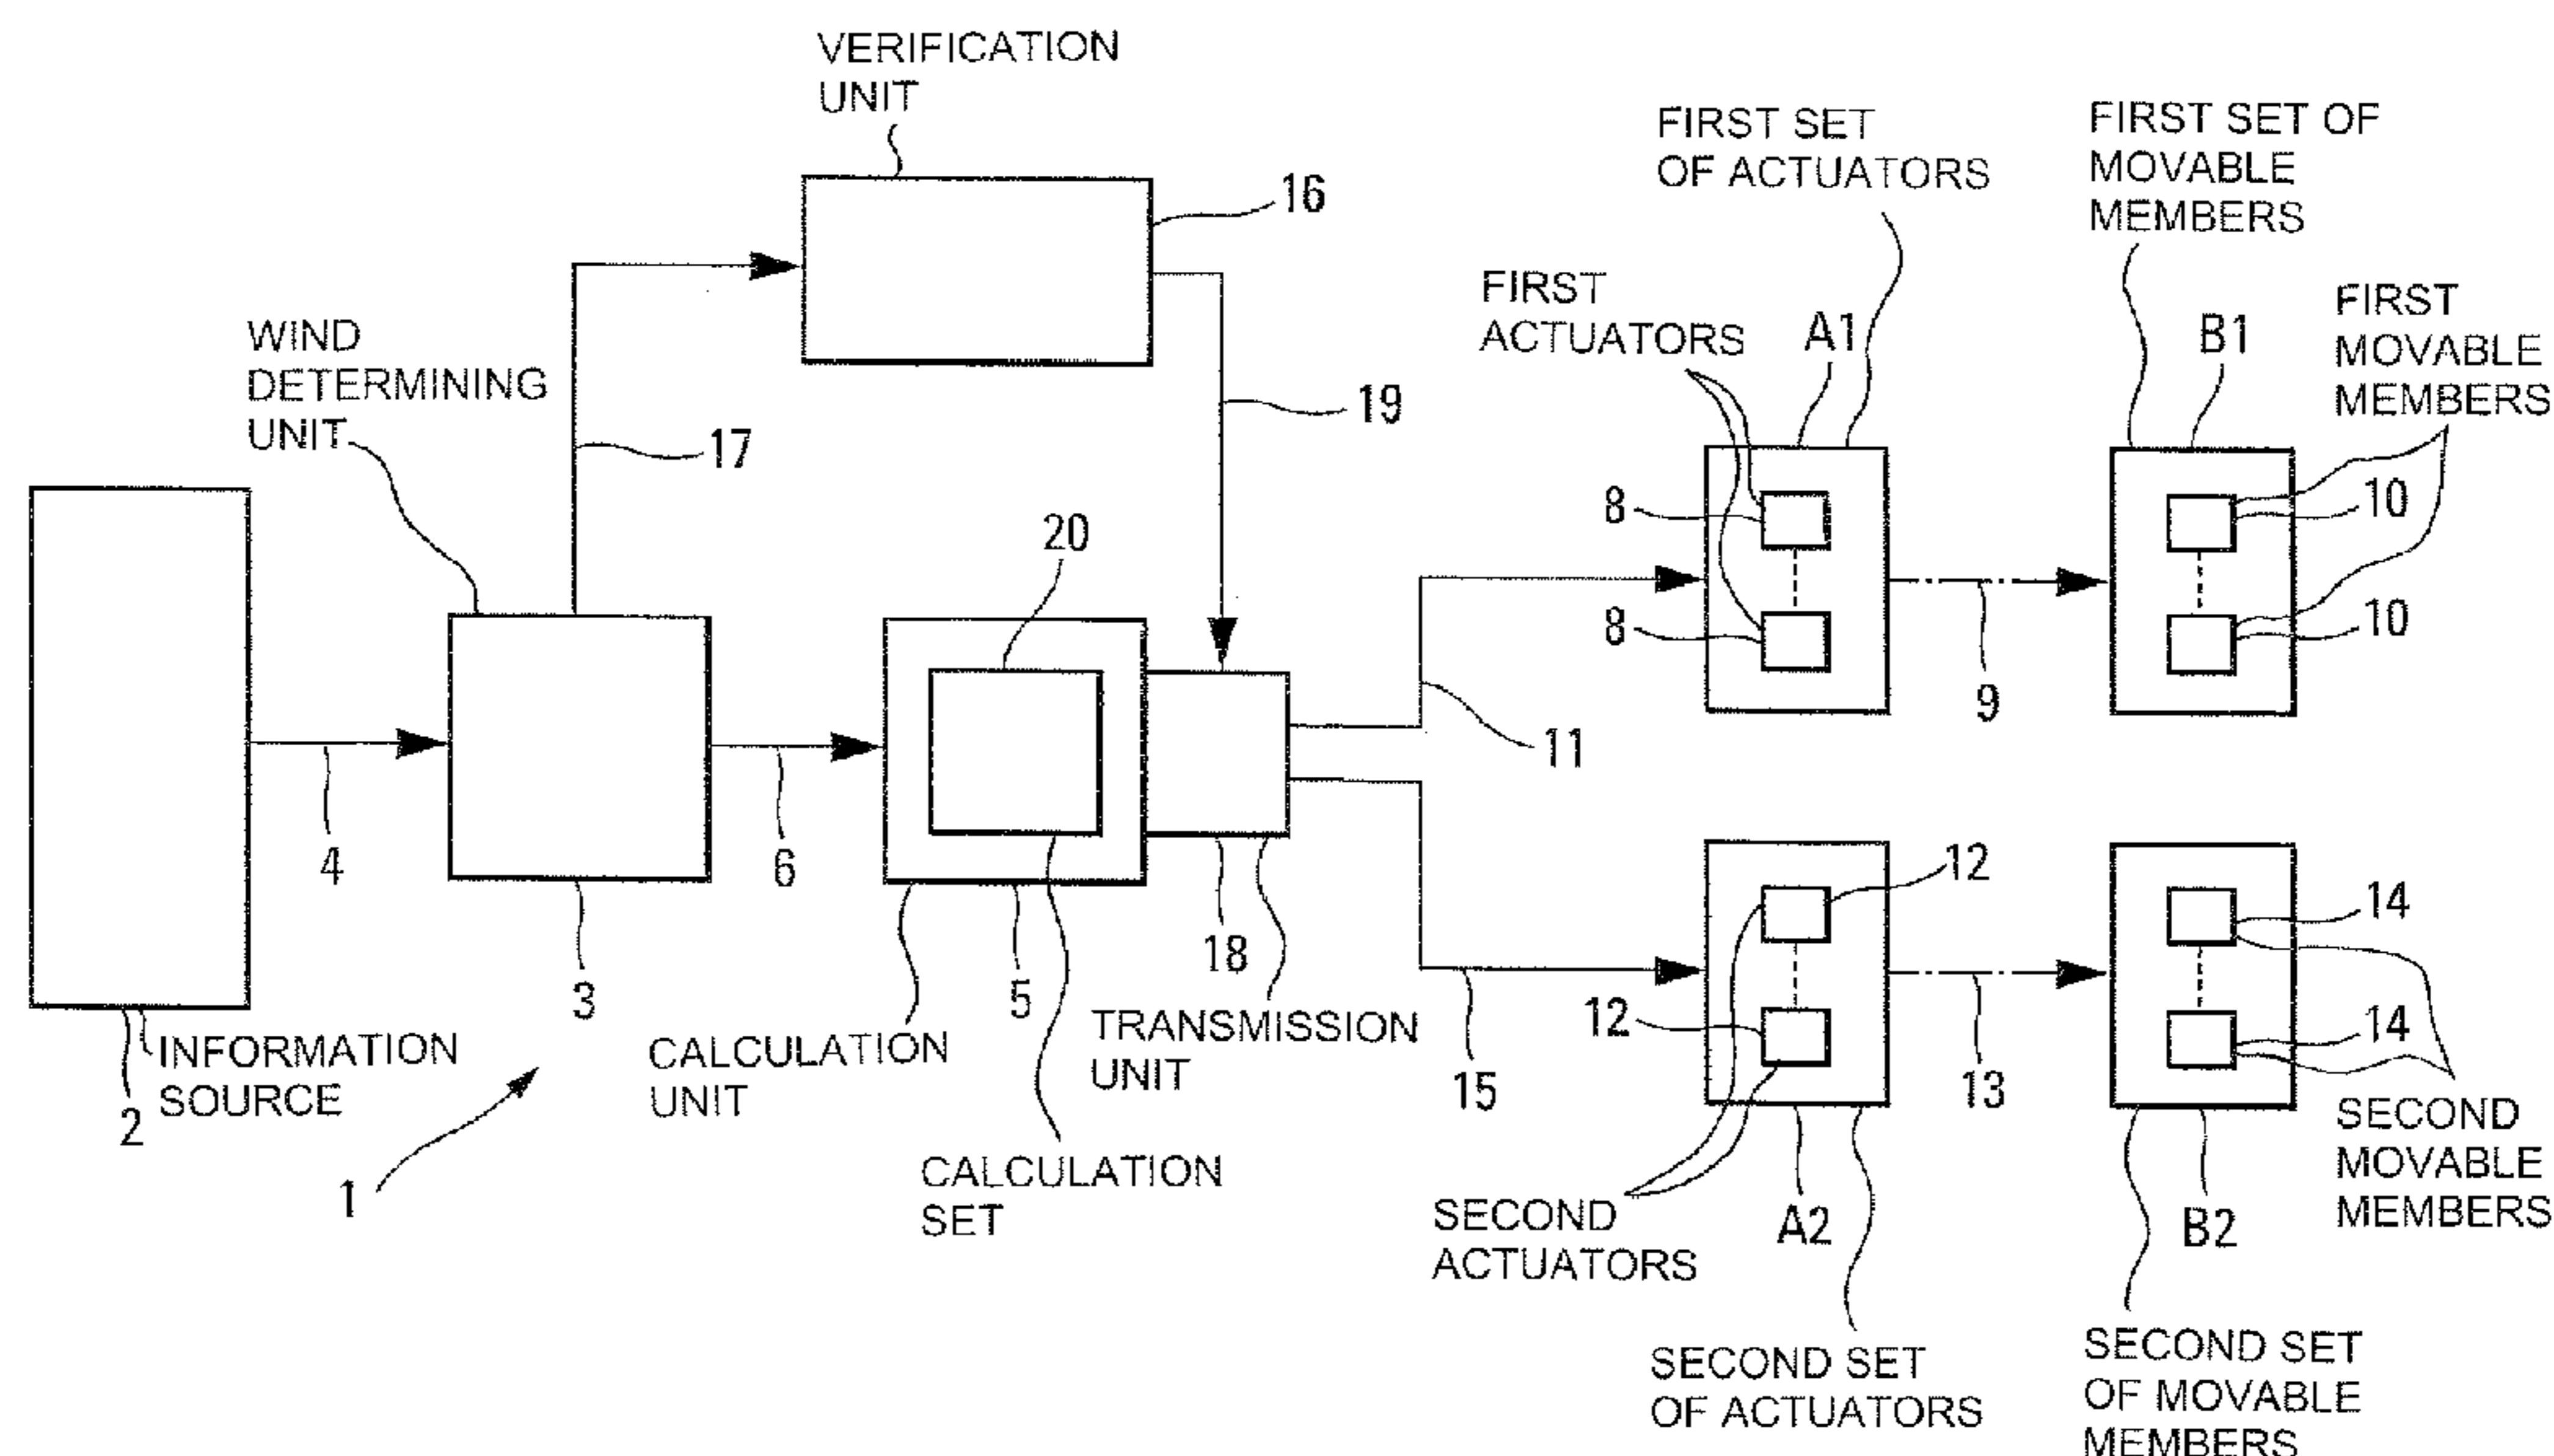 VERIFICATION
UNIT
16
FIRST SET
OF ACTUATORS
FIRST SET OF
MOVABLE
MEMBERS
FIRST
ACTUATORS
A1
B1
FIRST
MOVABLE
MEMBERS
WIND
DETERMINING
UNIT
17
19
20
8
8
10
10
9
11
4
6
3
5
18
2
INFORMATION
SOURCE
1
CALCULATION
UNIT
TRANSMISSION
UNIT
CALCULATION
SET
15
12
12
13
14
14
SECOND
ACTUATORS
A2
B2
SECOND
MOVABLE
MEMBERS
SECOND SET
OF ACTUATORS
SECOND SET
OF MOVABLE
MEMBERS